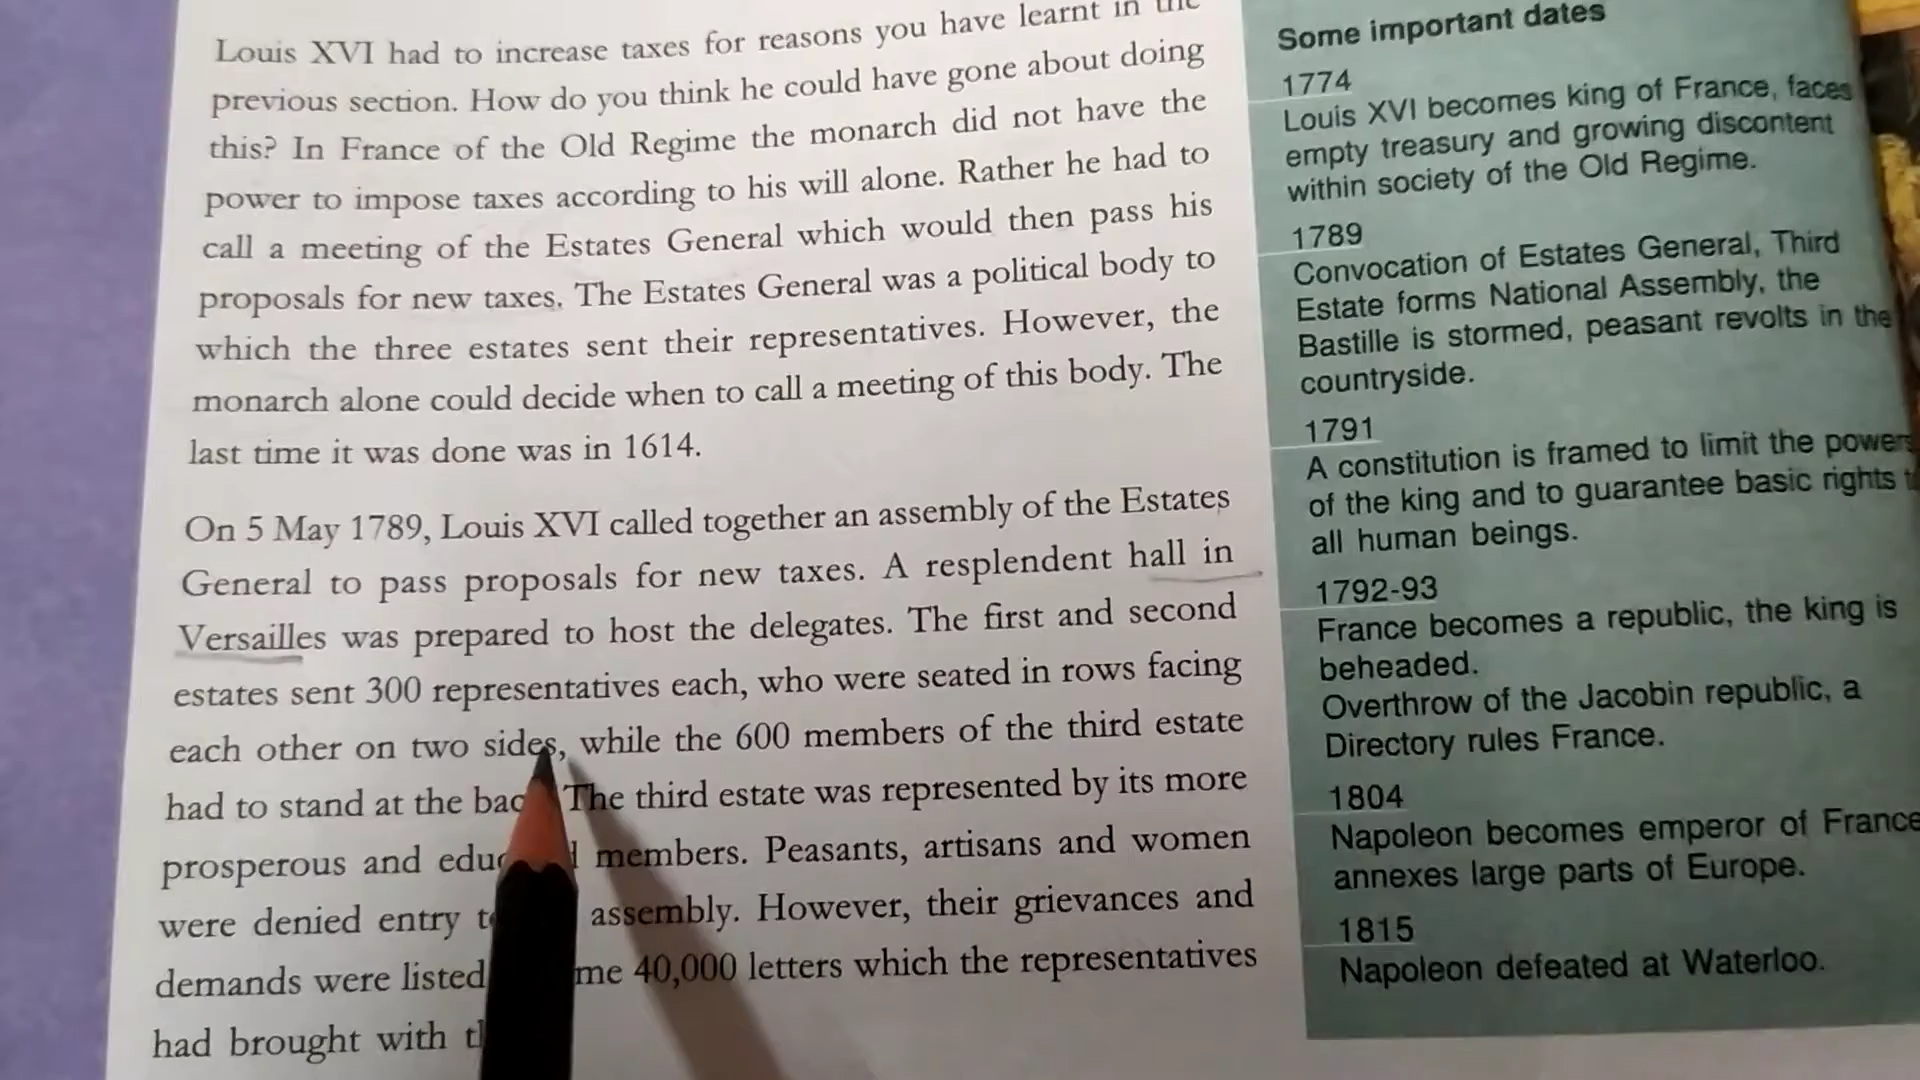 Louis XVI had to increase taxes for reasons you have learnt in the
previous section. How do you think he could have gone about doing
this? In France of the Old Regime the monarch did not have the
power to impose taxes according to his will alone. Rather he had to
call a meeting of the Estates General which would then pass his
proposals for new taxes. The Estates General was a political body to
which the three estates sent their representatives. However, the
monarch alone could decide when to call a meeting of this body. The
last time it was done was in 1614.
On 5 May 1789, Louis XVI called together an assembly of the Estates
General to pass proposals for new taxes. A resplendent hall in
Versailles was prepared to host the delegates. The first and second
estates sent 300 representatives each, who were seated in rows facing
each other on two sides, while the 600 members of the third estate
had to stand at the The third estate was represented by its more
prosperous and members. Peasants, artisans and women
were denied entry assembly. However, their grievances and
demands were listed 40,000 letters which the representatives
had brought with
Some important dates
1774
Louis XVI becomes king of France, faces
empty treasury and growing discontent
within society of the Old Regime.
1789
Convocation of Estates General, Third
Estate forms National Assembly, the
Bastille is stormed, peasant revolts in the
countryside.
1791
A constitution is framed to limit the powers
of the king and to guarantee basic rights
all human beings.
1792-93
France becomes a republic, the king is
beheaded.
Overthrow of the Jacobin republic, a
Directory rules France.
1804
Napoleon becomes emperor of France
annexes large parts of Europe.
1815
Napoleon defeated at Waterloo.